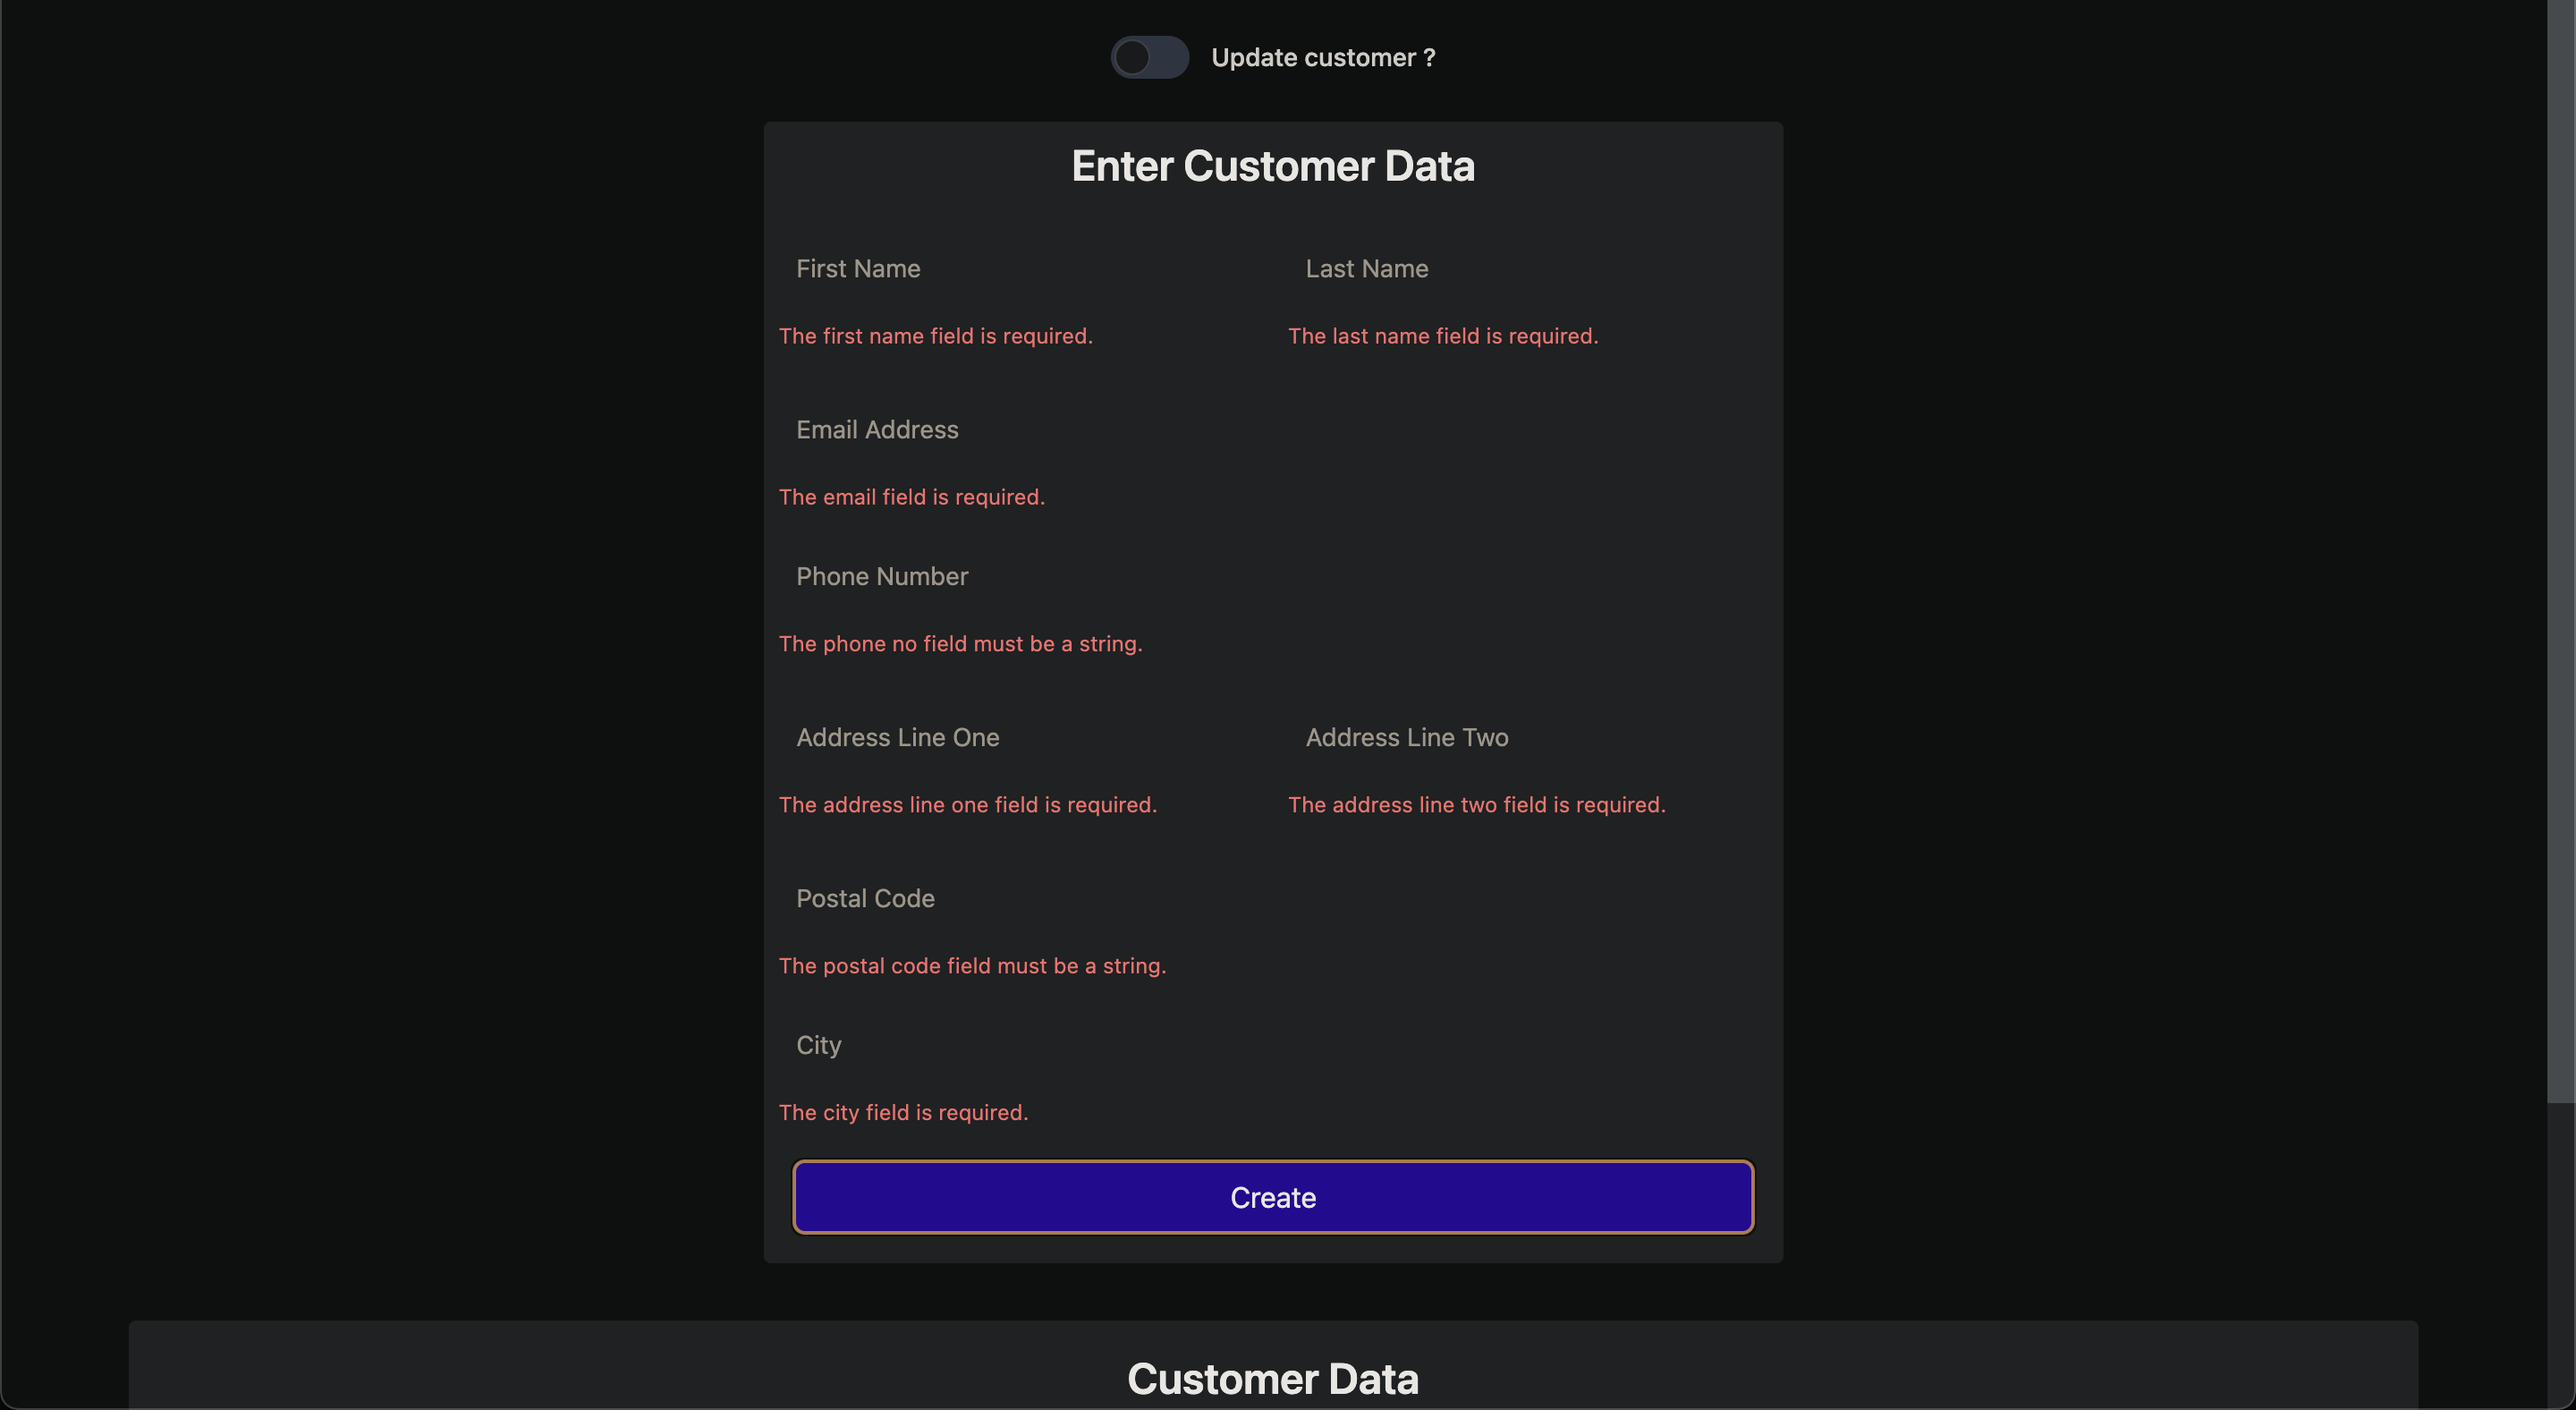 Update customer ?
Enter Customer Data
First Name Last Name
The first name field is required. The last name field is required.
Email Address
The email field is required.
Phone Number
The phone no field must be a string.
Address Line One Address Line Two
The address line one field is required. The address line two field is required.
Postal Code
The postal code field must be a string.
City
The city field is required.
Create
Customer Data